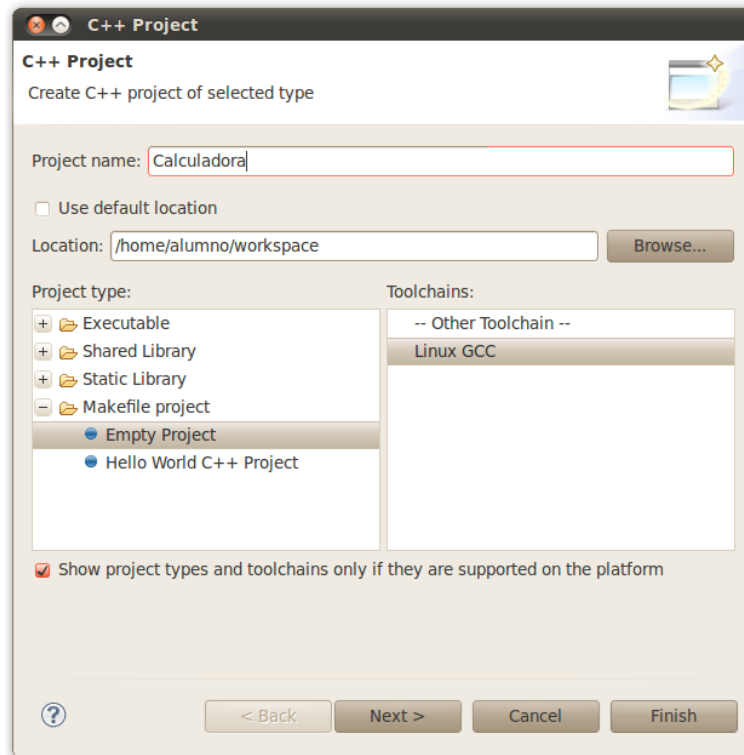 C++ Project
C++ Project
Create C++ project of selected type
Project name: Calculadora
Use default location
Location: /home/alumno/workspace Browse...
Project type: Toolchains:
Executable -- Other Toolchain --
Shared Library Linux GCC
Static Library
Makefile project
Empty Project
Hello World C++ Project
Show project types and toolchains only if they are supported on the platform
? < Back Next > Cancel Finish